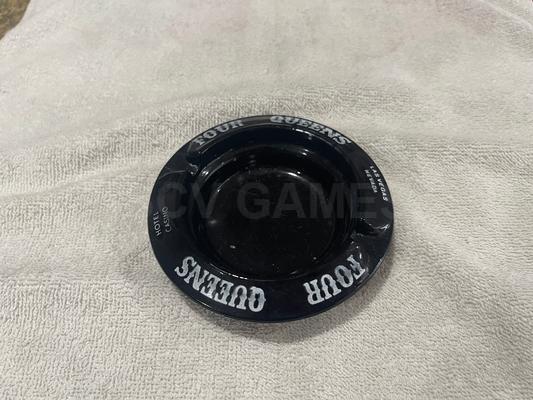 FOUR QUEENS
LAS VEGAS
NEVADA
HOTEL
CASINO
FOUR QUEENS
CV GAMES